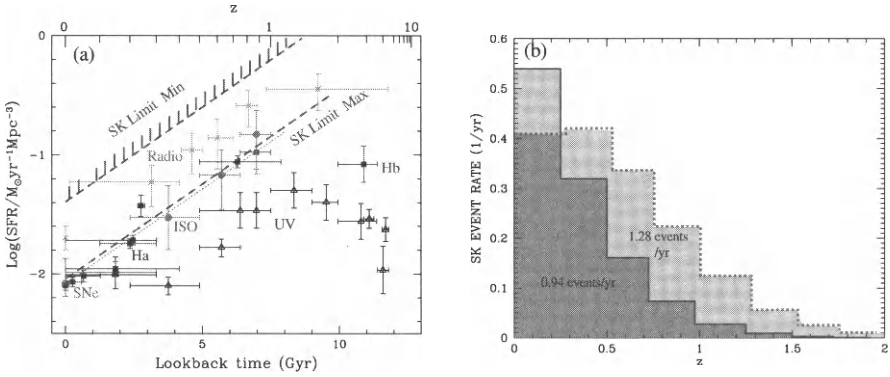 z
0
1
10
0
-1
-2
(a)
SK Limit Min
SK Limit Max
Radio
ISO
Hb
UV
Ha
SNe
0
5
10
Lookback time (Gyr)
Log(SFR/M⊙yr⁻¹Mpc⁻³)
(b)
0.6
0.5
0.4
0.3
0.2
0.1
0
SK EVENT RATE (1/yr)
1.28 events
/yr
0.94 events/yr
0
0.5
1
1.5
2
z